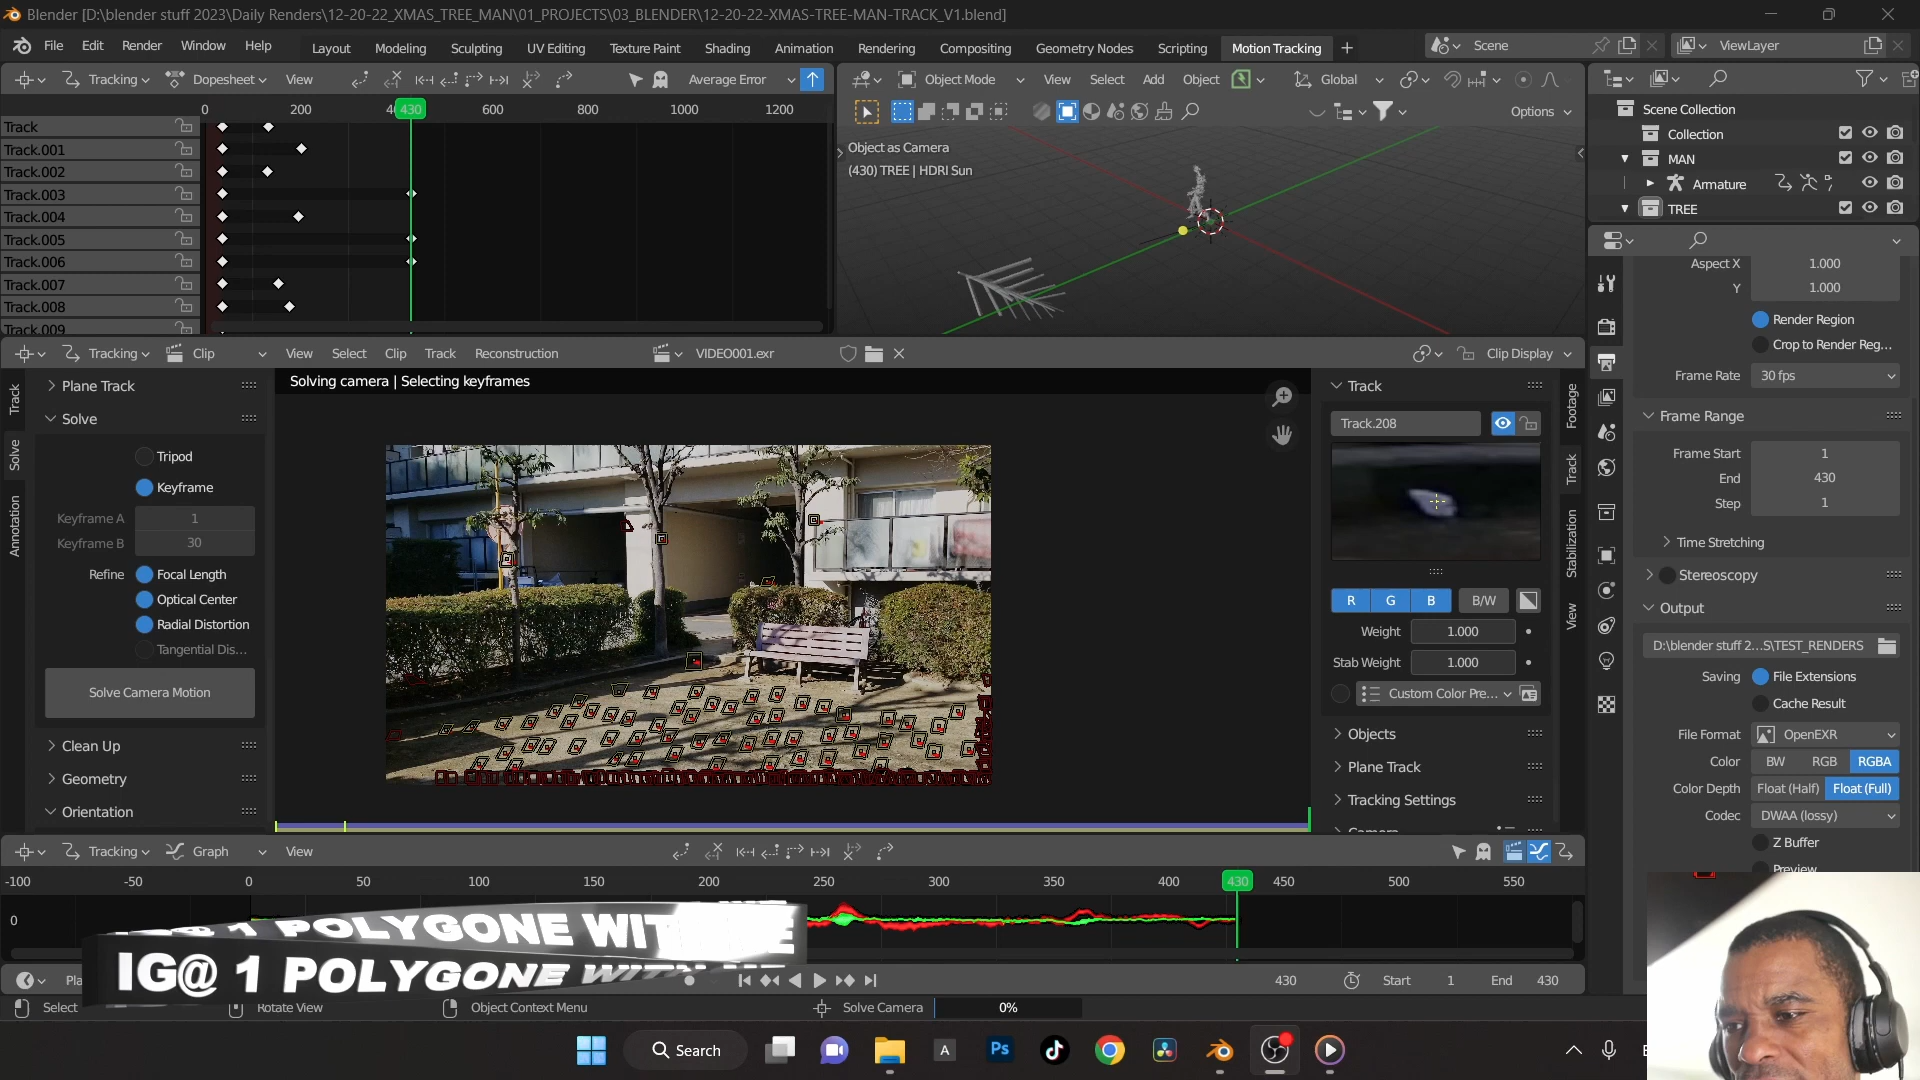 Blender [D:\blender stuff 2023\Daily Renders\12-20-22_XMAS_TREE_MAN\01_PROJECTS\03_BLENDER\12-20-22-XMAS-TREE-MAN-TRACK_V1.blend]
File Edit Render Window Help Layout Modeling Sculpting UV Editing Texture Paint Shading Animation Rendering Compositing Geometry Nodes Scripting Motion Tracking + Scene ViewLayer
Tracking Dopesheet View Average Error
0 200 430 600 800 1000 1200
Track
Track.001
Track.002
Track.003
Track.004
Track.005
Track.006
Track.007
Track.008
Track.009
Object Mode View Select Add Object Global
Options
Object as Camera
(430) TREE | HDRI Sun
Scene Collection
Collection
MAN
Armature
TREE
Tracking Clip View Select Clip Track Reconstruction VIDEO001.exr Clip Display
Solving camera | Selecting keyframes
Track
Solve
Annotation
Plane Track
Solve
Tripod
Keyframe
Keyframe A 1
Keyframe B 30
Refine Focal Length
Optical Center
Radial Distortion
Tangential Dis...
Solve Camera Motion
Clean Up
Geometry
Orientation
Track
Track.208
R G B B/W
Weight 1.000
Stab Weight 1.000
Custom Color Pre...
Objects
Plane Track
Tracking Settings
Footage
Track
Stabilization
View
Aspect X 1.000
Y 1.000
Render Region
Crop to Render Reg...
Frame Rate 30 fps
Frame Range
Frame Start 1
End 430
Step 1
Time Stretching
Stereoscopy
Output
D:\blender stuff 2...S\TEST_RENDERS
Saving File Extensions
Cache Result
File Format OpenEXR
Color BW RGB RGBA
Color Depth Float (Half) Float (Full)
Codec DWAA (lossy)
Z Buffer
Preview
Tracking Graph View
-100 -50 0 50 100 150 200 250 300 350 400 430 450 500 550
0
IG@ 1 POLYGONE WITH ME
IG@ 1 POLYGONE WITH ME
430 Start 1 End 430
Select Rotate View Object Context Menu Solve Camera 0%
Search
A
Ps